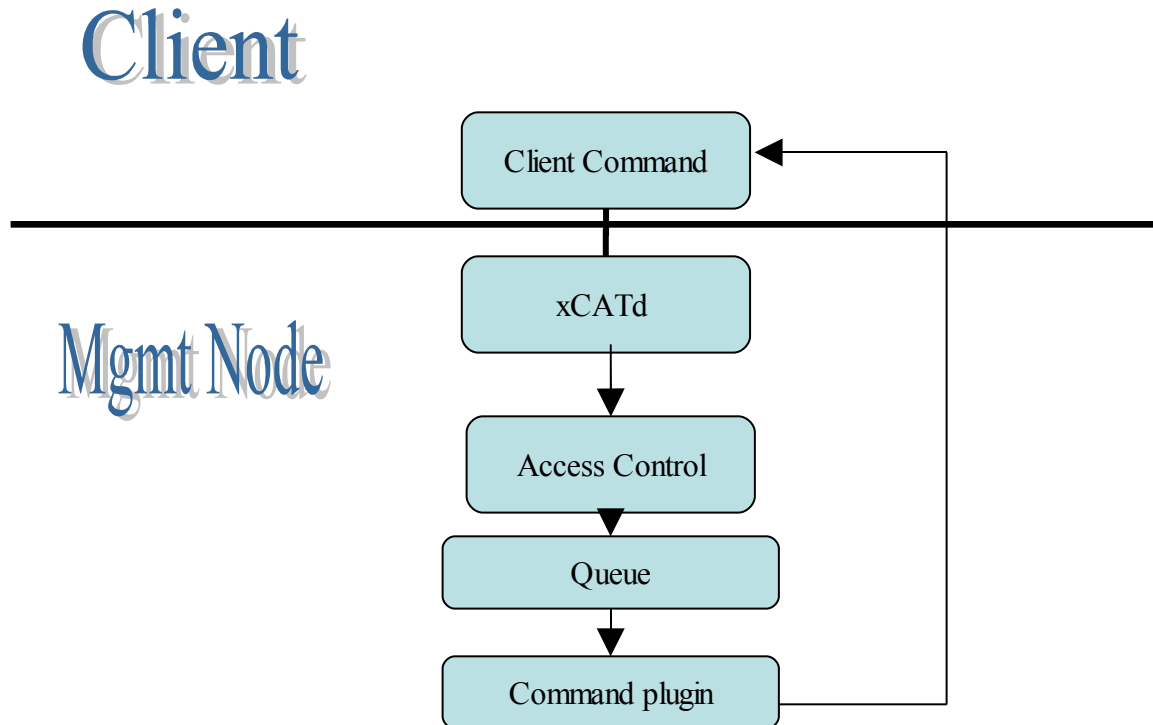 Client
Client Command
xCATd
Mgmt Node
Access Control
Queue
Command plugin